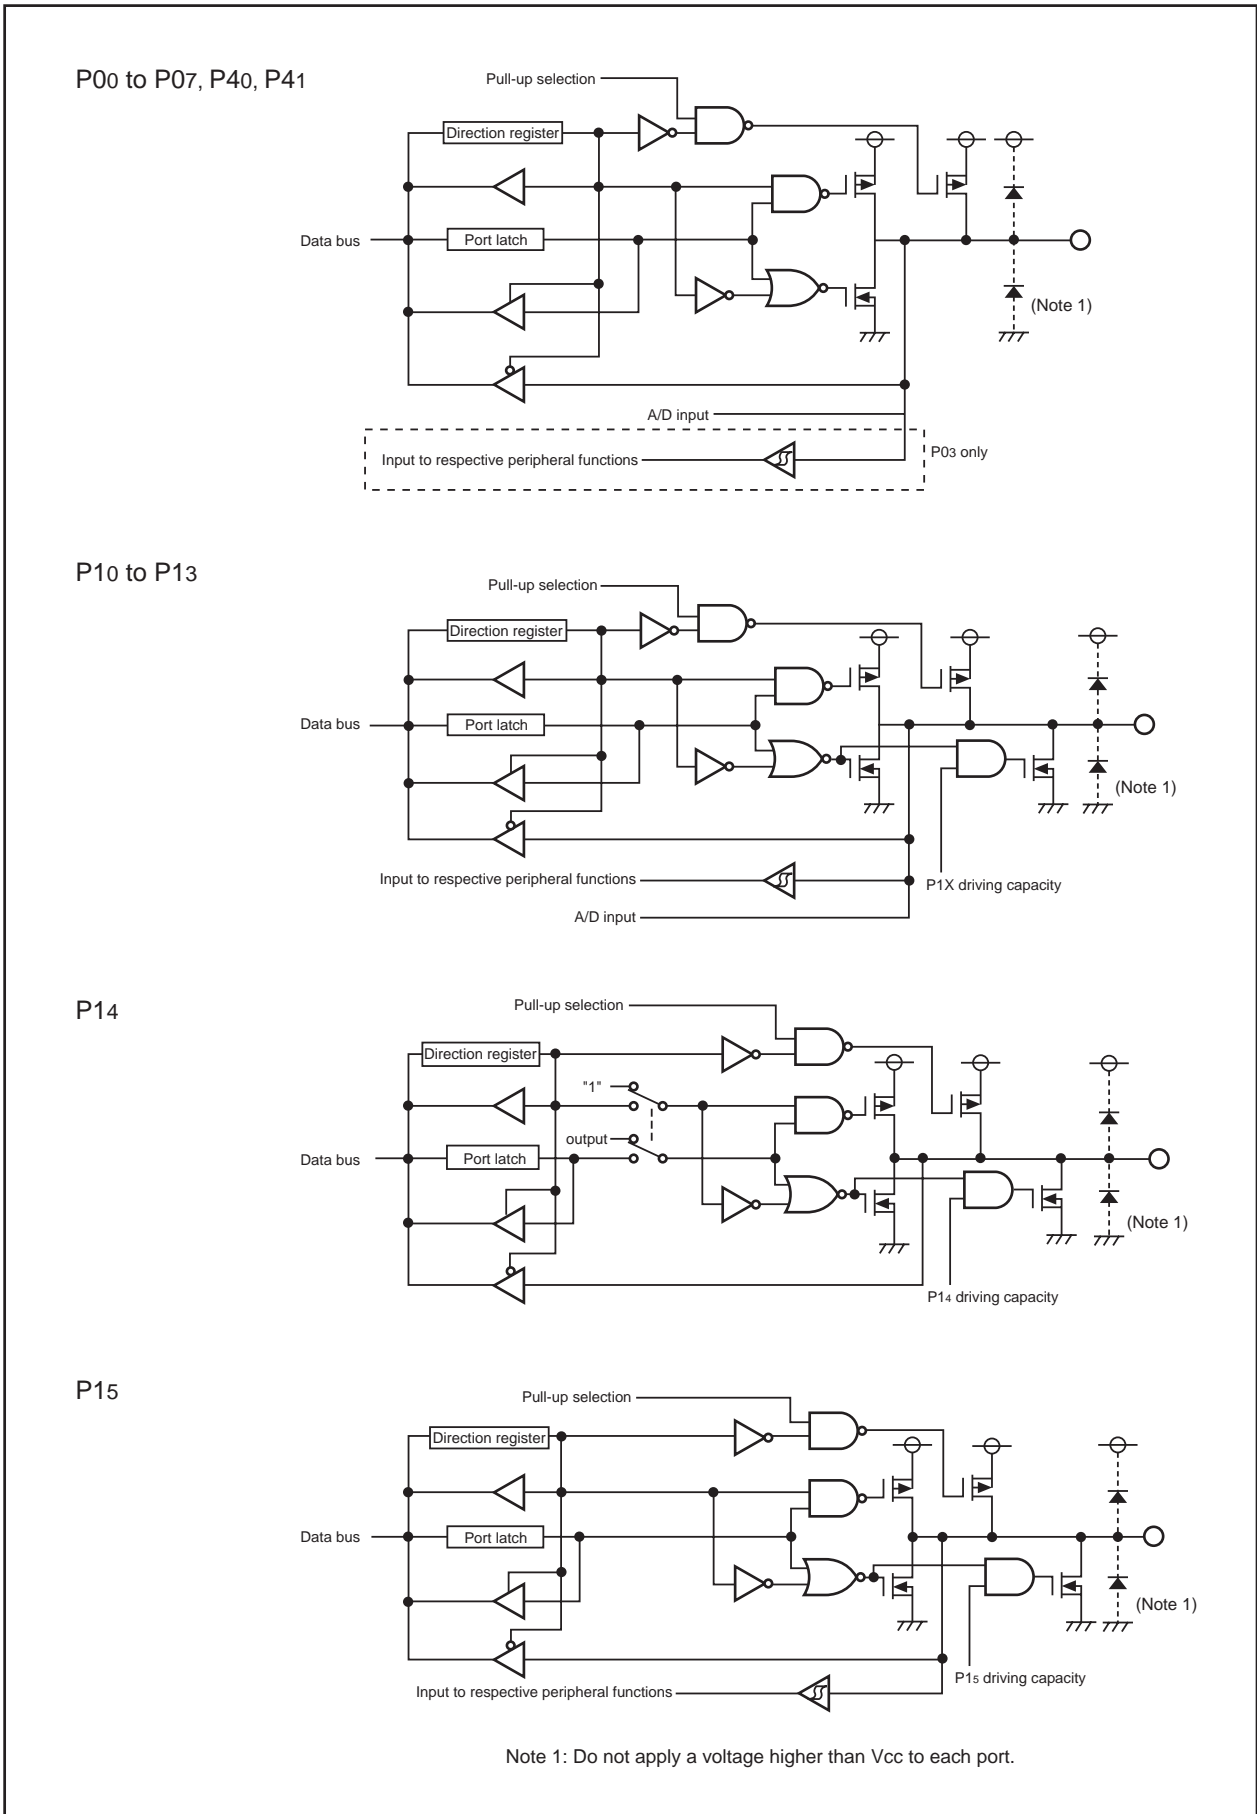 P00 to P07, P40, P41
Pull-up selection
Direction register
Data bus
Port latch
(Note 1)
A/D input
Input to respective peripheral functions
P03 only
P10 to P13
Pull-up selection
Direction register
Data bus
Port latch
(Note 1)
Input to respective peripheral functions
P1X driving capacity
A/D input
P14
Pull-up selection
Direction register
"1"
output
Data bus
Port latch
(Note 1)
P14 driving capacity
P15
Pull-up selection
Direction register
Data bus
Port latch
(Note 1)
P15 driving capacity
Input to respective peripheral functions
Note 1: Do not apply a voltage higher than Vcc to each port.